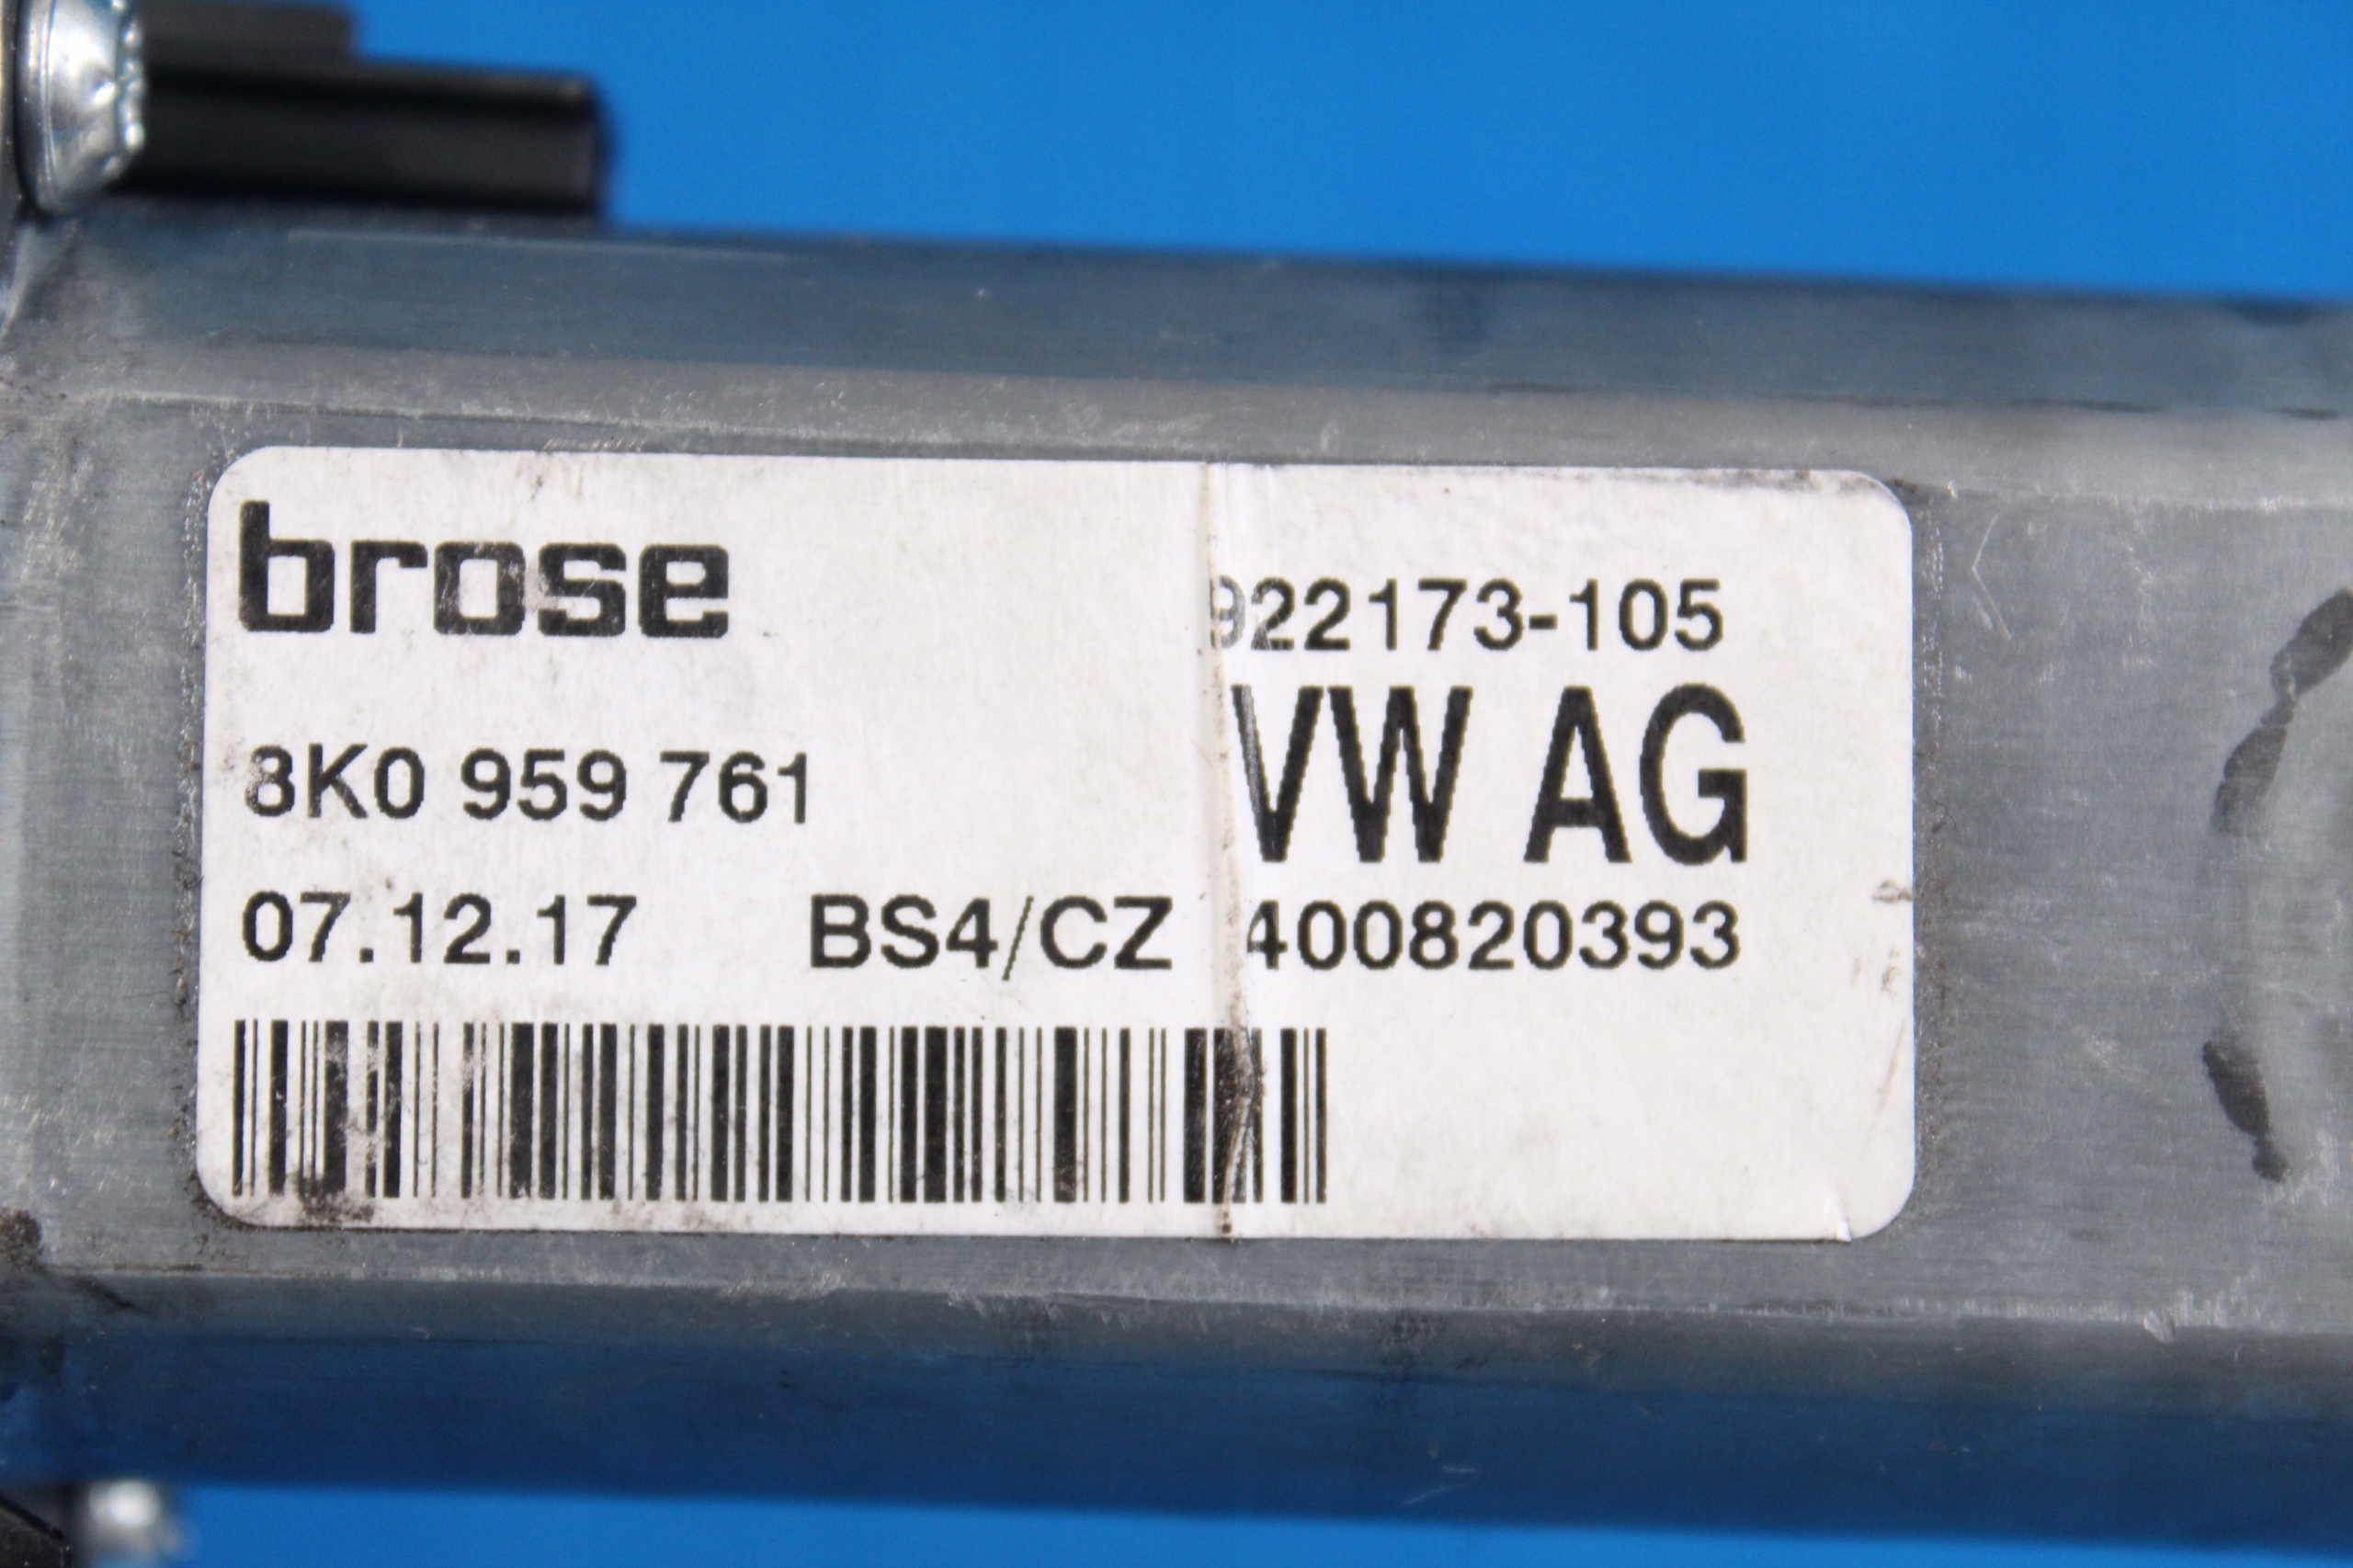 brose
922173-105
8K0 959 761
VW AG
07.12.17 BS4/CZ 400820393